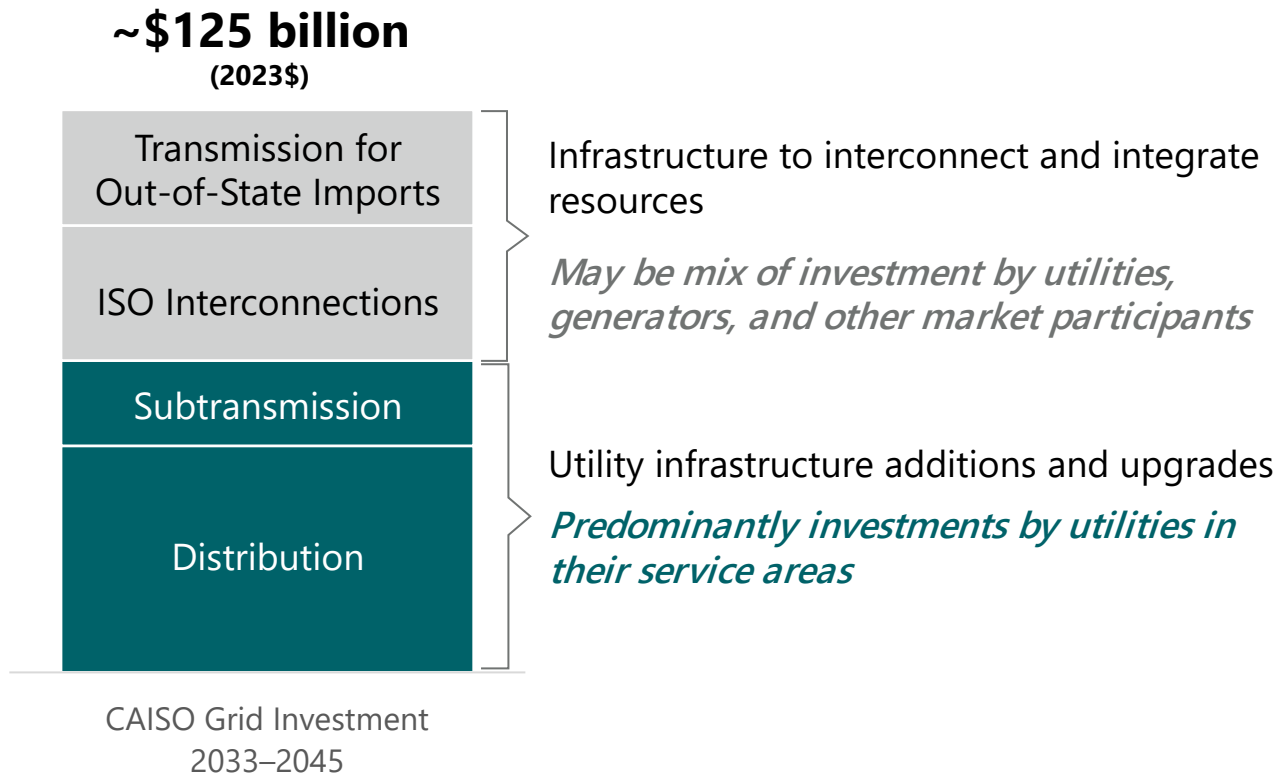 ~$125 billion
(2023$)
Transmission for
Out-of-State Imports
ISO Interconnections
Subtransmission
Distribution
CAISO Grid Investment
2033–2045
Infrastructure to interconnect and integrate
resources
May be mix of investment by utilities,
generators, and other market participants
Utility infrastructure additions and upgrades
Predominantly investments by utilities in
their service areas